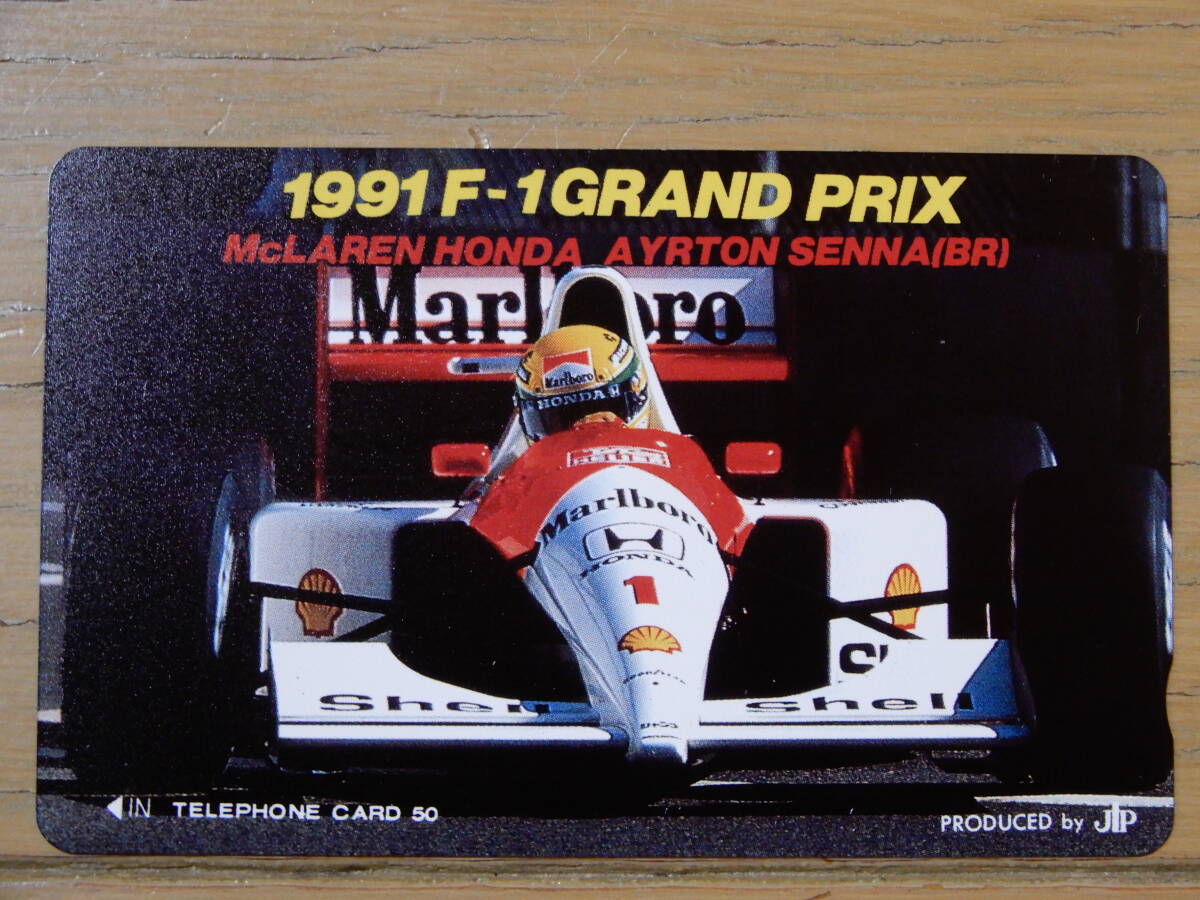 1991 F-1 GRAND PRIX
McLAREN HONDA AYRTON SENNA(BR)
Marlboro
Marlboro
HONDA
Marlboro
HONDA
1
Shell
Shell
IN TELEPHONE CARD 50
PRODUCED by JTP